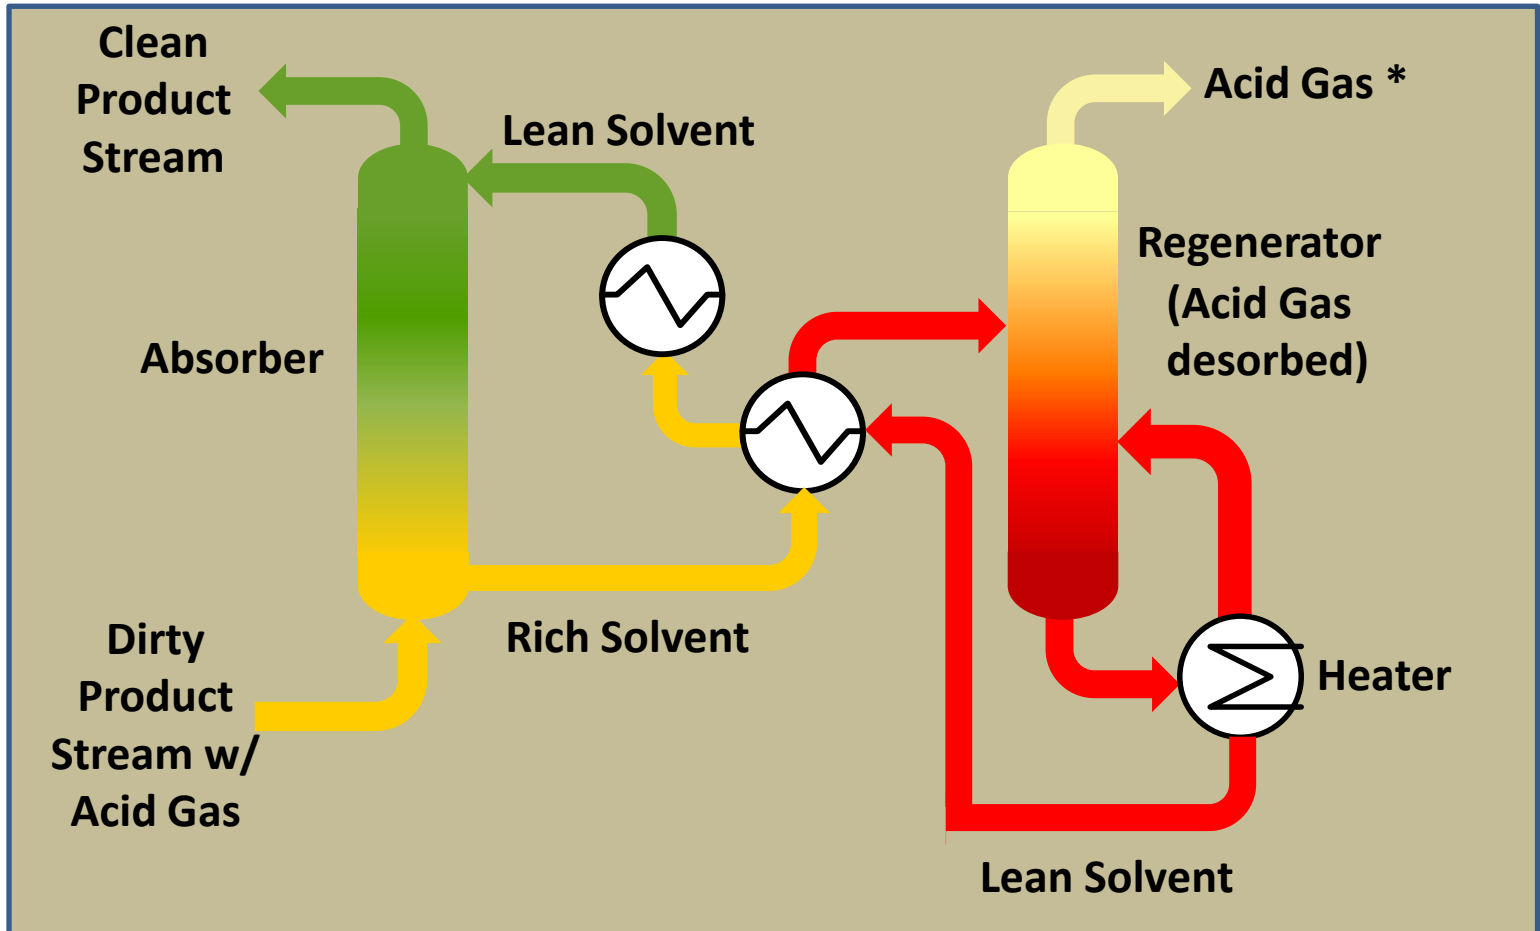 Clean
Product
Stream
Lean Solvent
Acid Gas *
Regenerator
(Acid Gas
desorbed)
Absorber
Rich Solvent
Dirty
Product
Stream w/
Acid Gas
Heater
Lean Solvent